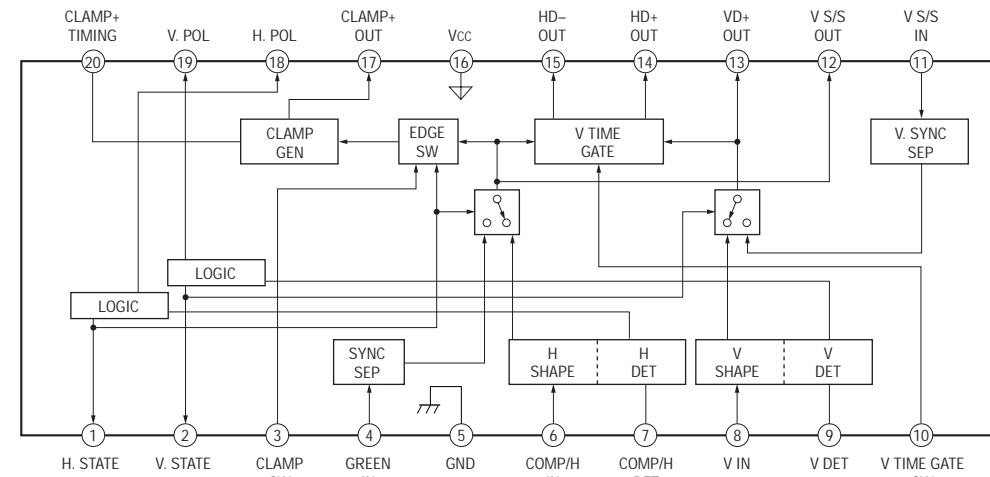 CLAMP+
TIMING
V. POL
H. POL
CLAMP+
OUT
VCC
HD–
OUT
HD+
OUT
VD+
OUT
V S/S
OUT
V S/S
IN
20
19
18
17
16
15
14
13
12
11
CLAMP
GEN
EDGE
SW
V TIME
GATE
V. SYNC
SEP
LOGIC
LOGIC
SYNC
SEP
H
SHAPE
H
DET
V
SHAPE
V
DET
1
2
3
4
5
6
7
8
9
10
H. STATE
V. STATE
CLAMP
GREEN
GND
COMP/H
COMP/H
V IN
V DET
V TIME GATE